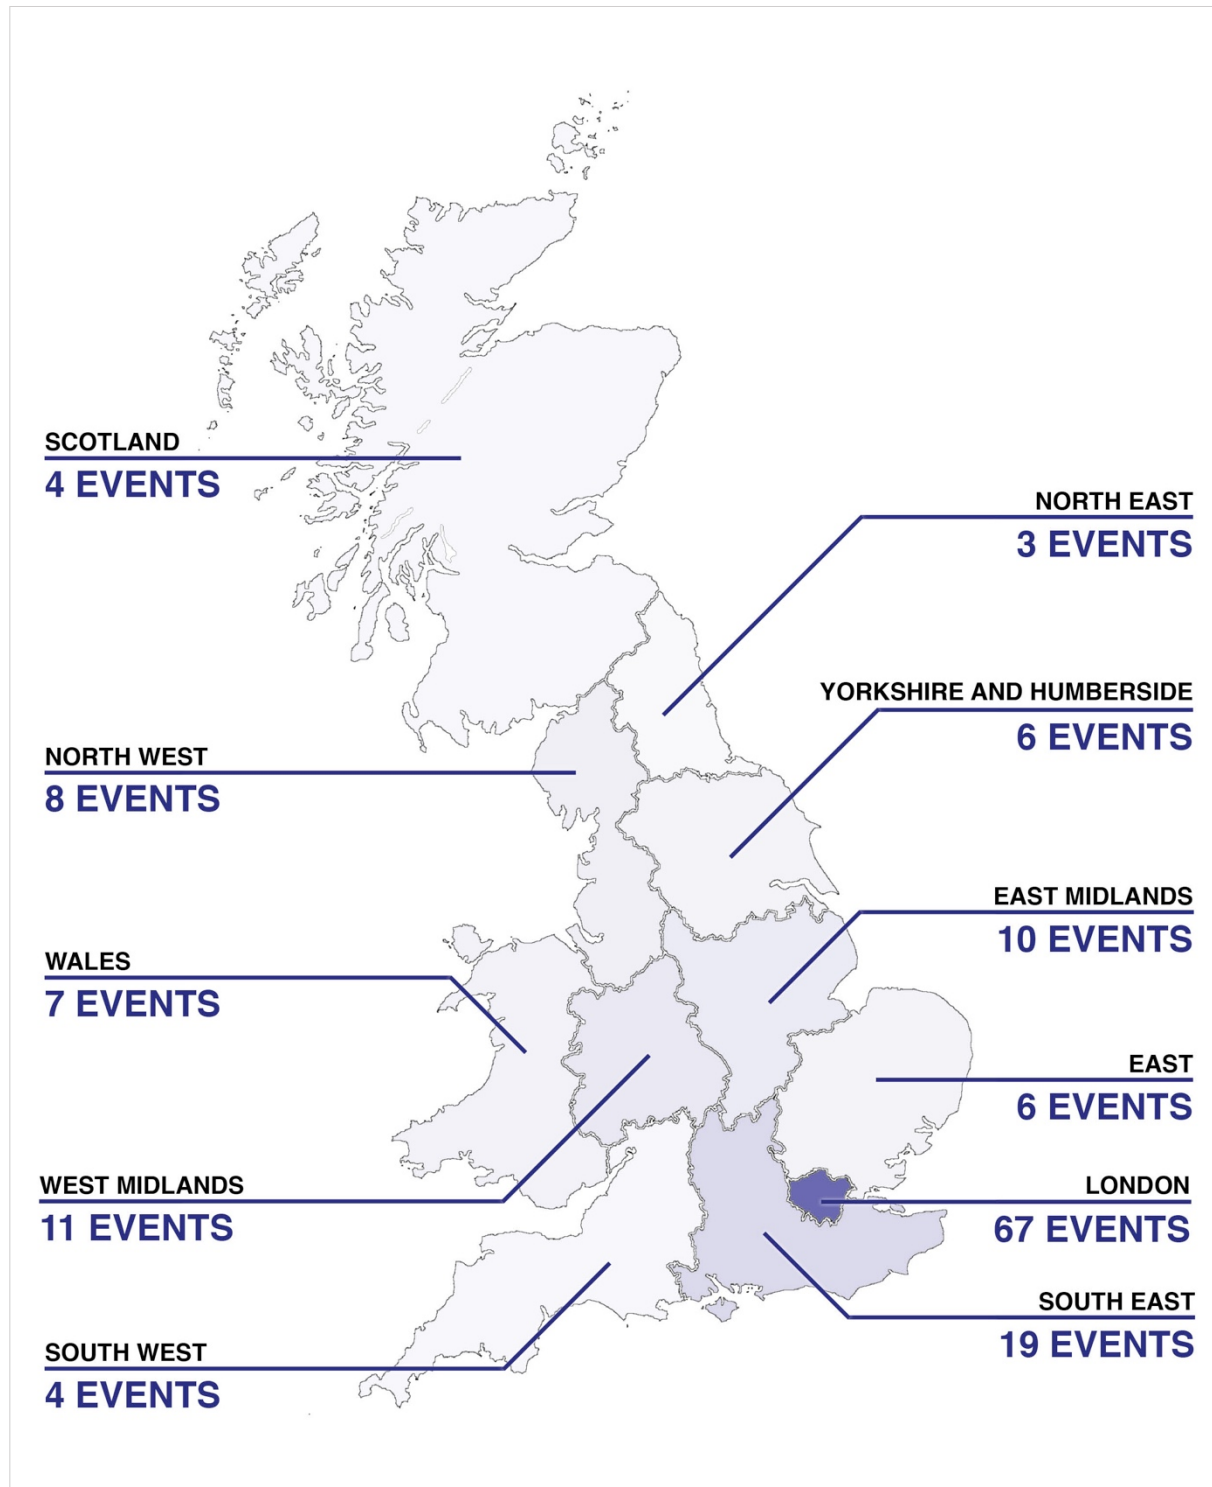 SCOTLAND
4 EVENTS
NORTH EAST
3 EVENTS
YORKSHIRE AND HUMBERSIDE
6 EVENTS
NORTH WEST
8 EVENTS
EAST MIDLANDS
10 EVENTS
WALES
7 EVENTS
EAST
6 EVENTS
WEST MIDLANDS
11 EVENTS
LONDON
67 EVENTS
SOUTH EAST
19 EVENTS
SOUTH WEST
4 EVENTS